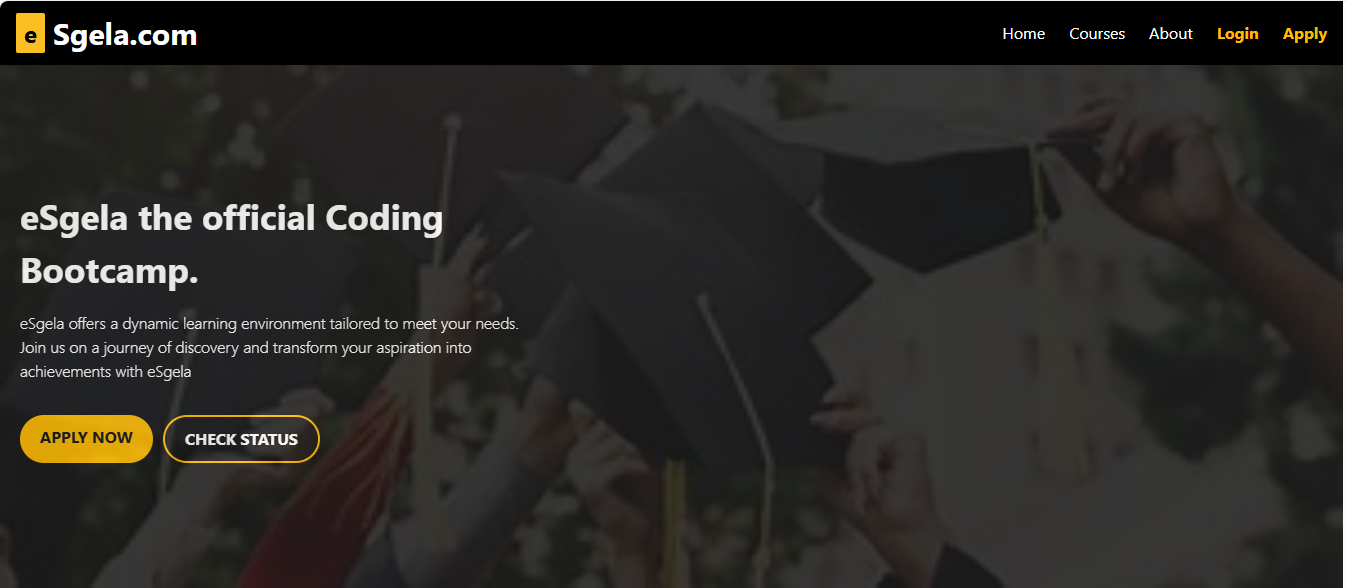 e Sgela.com
Home Courses About Login Apply
eSgela the official Coding
Bootcamp.
eSgela offers a dynamic learning environment tailored to meet your needs.
Join us on a journey of discovery and transform your aspiration into
achievements with eSgela
APPLY NOW CHECK STATUS